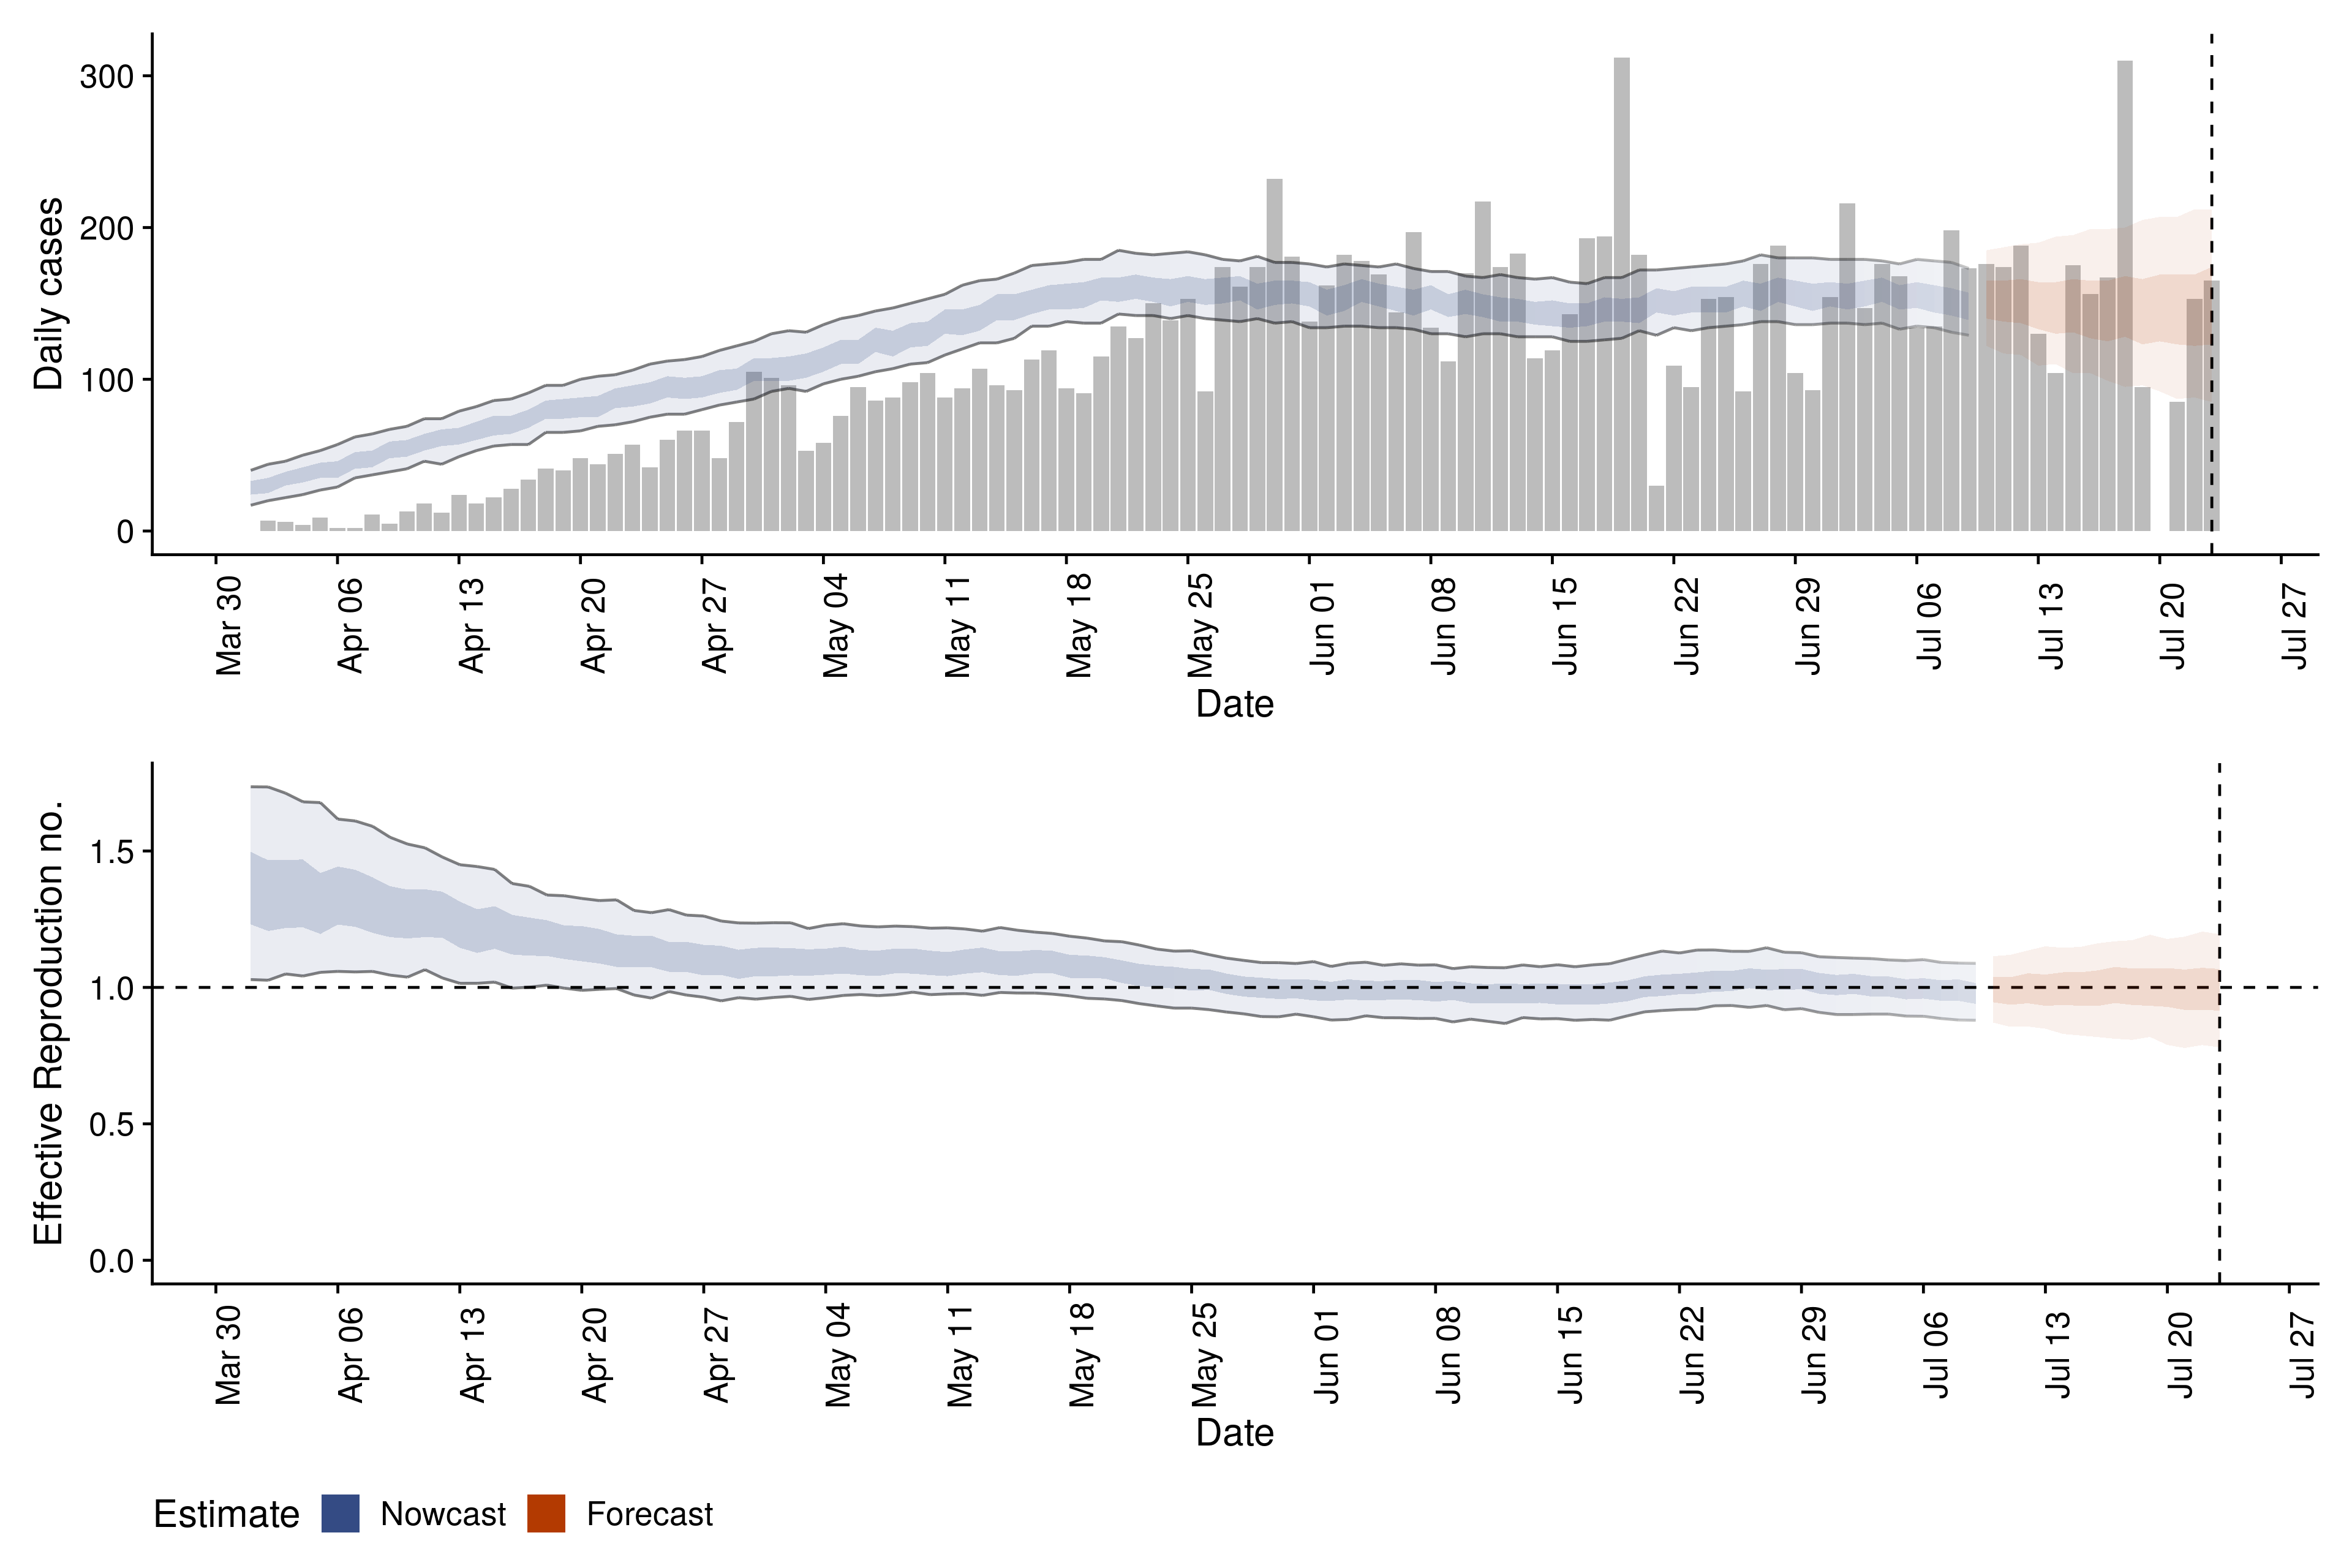 Daily cases
300
200
100
0
Mar 30
Apr 06
Apr 13
Apr 20
Apr 27
May 04
May 11
May 18
May 25
Jun 01
Jun 08
Jun 15
Jun 22
Jun 29
Jul 06
Jul 13
Jul 20
Jul 27
Date
Effective Reproduction no.
1.5
1.0
0.5
0.0
Mar 30
Apr 06
Apr 13
Apr 20
Apr 27
May 04
May 11
May 18
May 25
Jun 01
Jun 08
Jun 15
Jun 22
Jun 29
Jul 06
Jul 13
Jul 20
Jul 27
Date
Estimate Nowcast Forecast